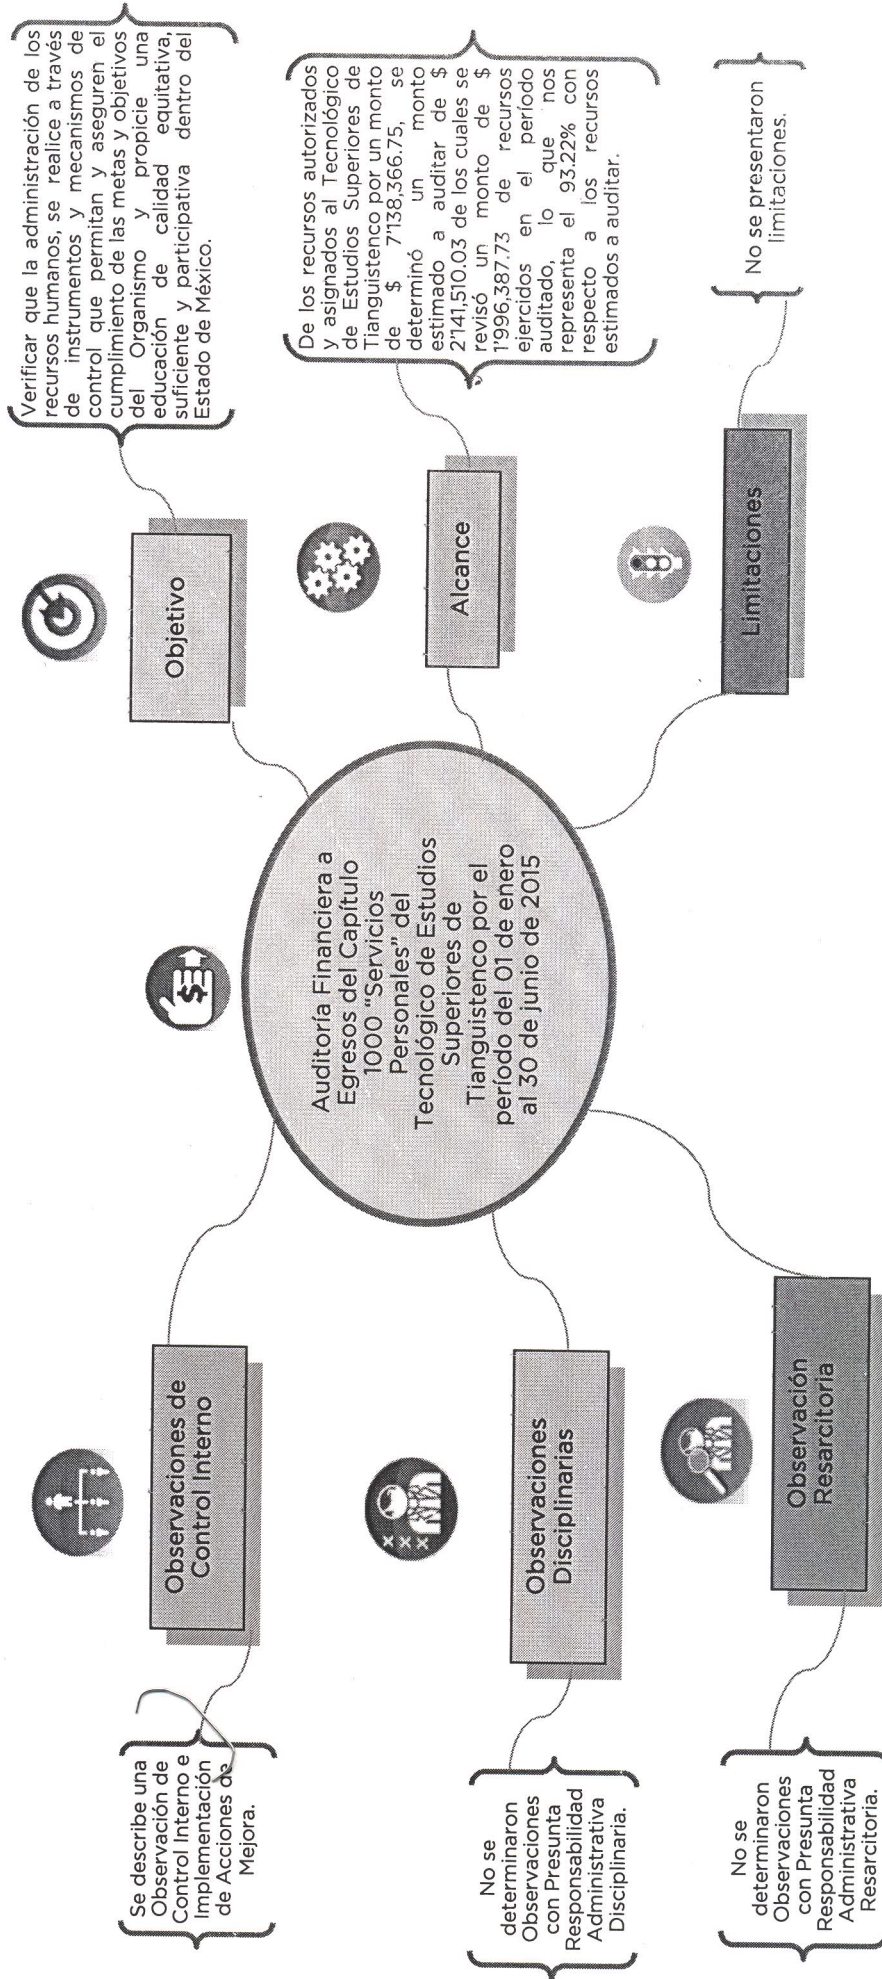 Auditoría Financiera a
Egresos del Capítulo
1000 “Servicios
Personales” del
Tecnológico de Estudios
Superiores de
Tianguistenco por el
período del 01 de enero
al 30 de junio de 2015
Objetivo
Verificar que la administración de los
recursos humanos, se realice a través
de instrumentos y mecanismos de
control que permitan y aseguren el
cumplimiento de las metas y objetivos
del Organismo y propicie una
educación de calidad equitativa,
suficiente y participativa dentro del
Estado de México.
Alcance
De los recursos autorizados
y asignados al Tecnológico
de Estudios Superiores de
Tianguistenco por un monto
de $ 7’138,366.75, se
determinó un monto
estimado a auditar de $
2’141,510.03 de los cuales se
revisó un monto de $
1’996,387.73 de recursos
ejercidos en el período
auditado, lo que nos
representa el 93.22% con
respecto a los recursos
estimados a auditar.
Limitaciones
No se presentaron
limitaciones.
Observaciones de
Control Interno
Se describe una
Observación de
Control Interno e
Implementación
de Acciones de
Mejora.
Observaciones
Disciplinarias
No se
determinaron
Observaciones
con Presunta
Responsabilidad
Administrativa
Disciplinaria.
Observación
Resarcitoria
No se
determinaron
Observaciones
con Presunta
Responsabilidad
Administrativa
Resarcitoria.